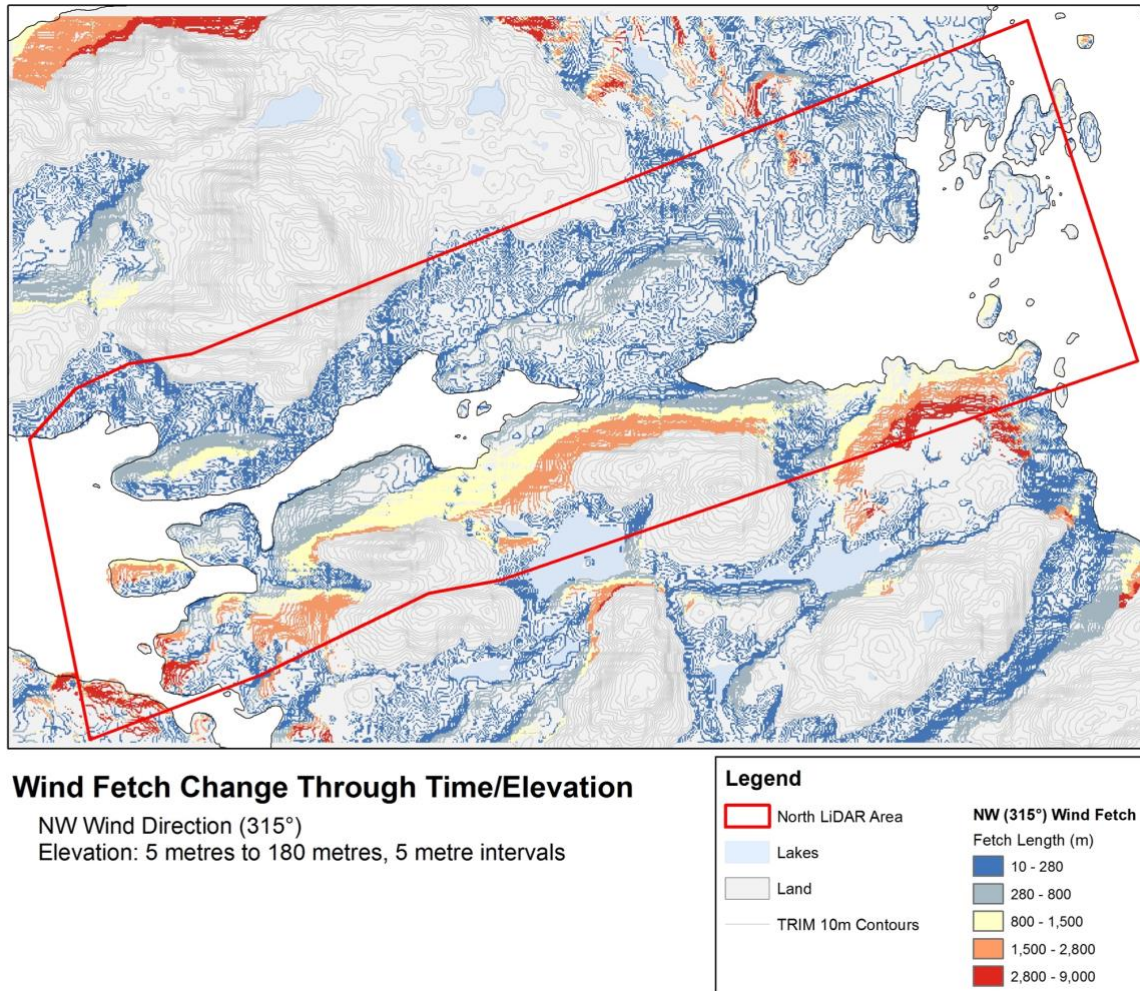 Wind Fetch Change Through Time/Elevation
NW Wind Direction (315°)
Elevation: 5 metres to 180 metres, 5 metre intervals
Legend
North LiDAR Area
Lakes
Land
TRIM 10m Contours
NW (315°) Wind Fetch
Fetch Length (m)
10 - 280
280 - 800
800 - 1,500
1,500 - 2,800
2,800 - 9,000